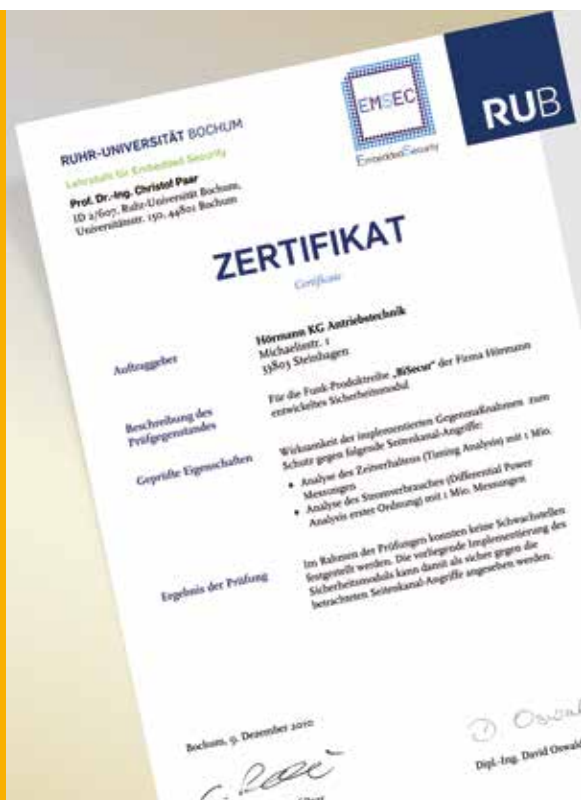 EMSEC
EmbeddedSecurity
RUB
RUHR-UNIVERSITÄT BOCHUM
Lehrstuhl für Embedded Security
Prof. Dr.-Ing. Christof Paar
ID 2/607, Ruhr-Universität Bochum,
Universitätsstr. 150, 44801 Bochum
ZERTIFIKAT
Certificate
Auftraggeber
Hörmann KG Antriebstechnik
Michaelisstr. 1
33803 Steinhagen
Beschreibung des
Prüfgegenstandes
Für die Funk-Produktreihe „BiSecur" der Firma Hörmann
entwickeltes Sicherheitsmodul
Geprüfte Eigenschaften
Wirksamkeit der implementierten Gegenmaßnahmen zum
Schutz gegen folgende Seitenkanal-Angriffe:
• Analyse des Zeitverhaltens (Timing Analysis) mit 1 Mio.
Messungen
• Analyse des Stromverbrauches (Differential Power
Analysis erster Ordnung) mit 1 Mio. Messungen
Ergebnis der Prüfung
Im Rahmen der Prüfungen konnten keine Schwachstellen
festgestellt werden. Die vorliegende Implementierung des
Sicherheitsmoduls kann damit als sicher gegen die
betrachteten Seitenkanal-Angriffe angesehen werden.
Bochum, 9. Dezember 2010
Dipl.-Ing. David Oswald